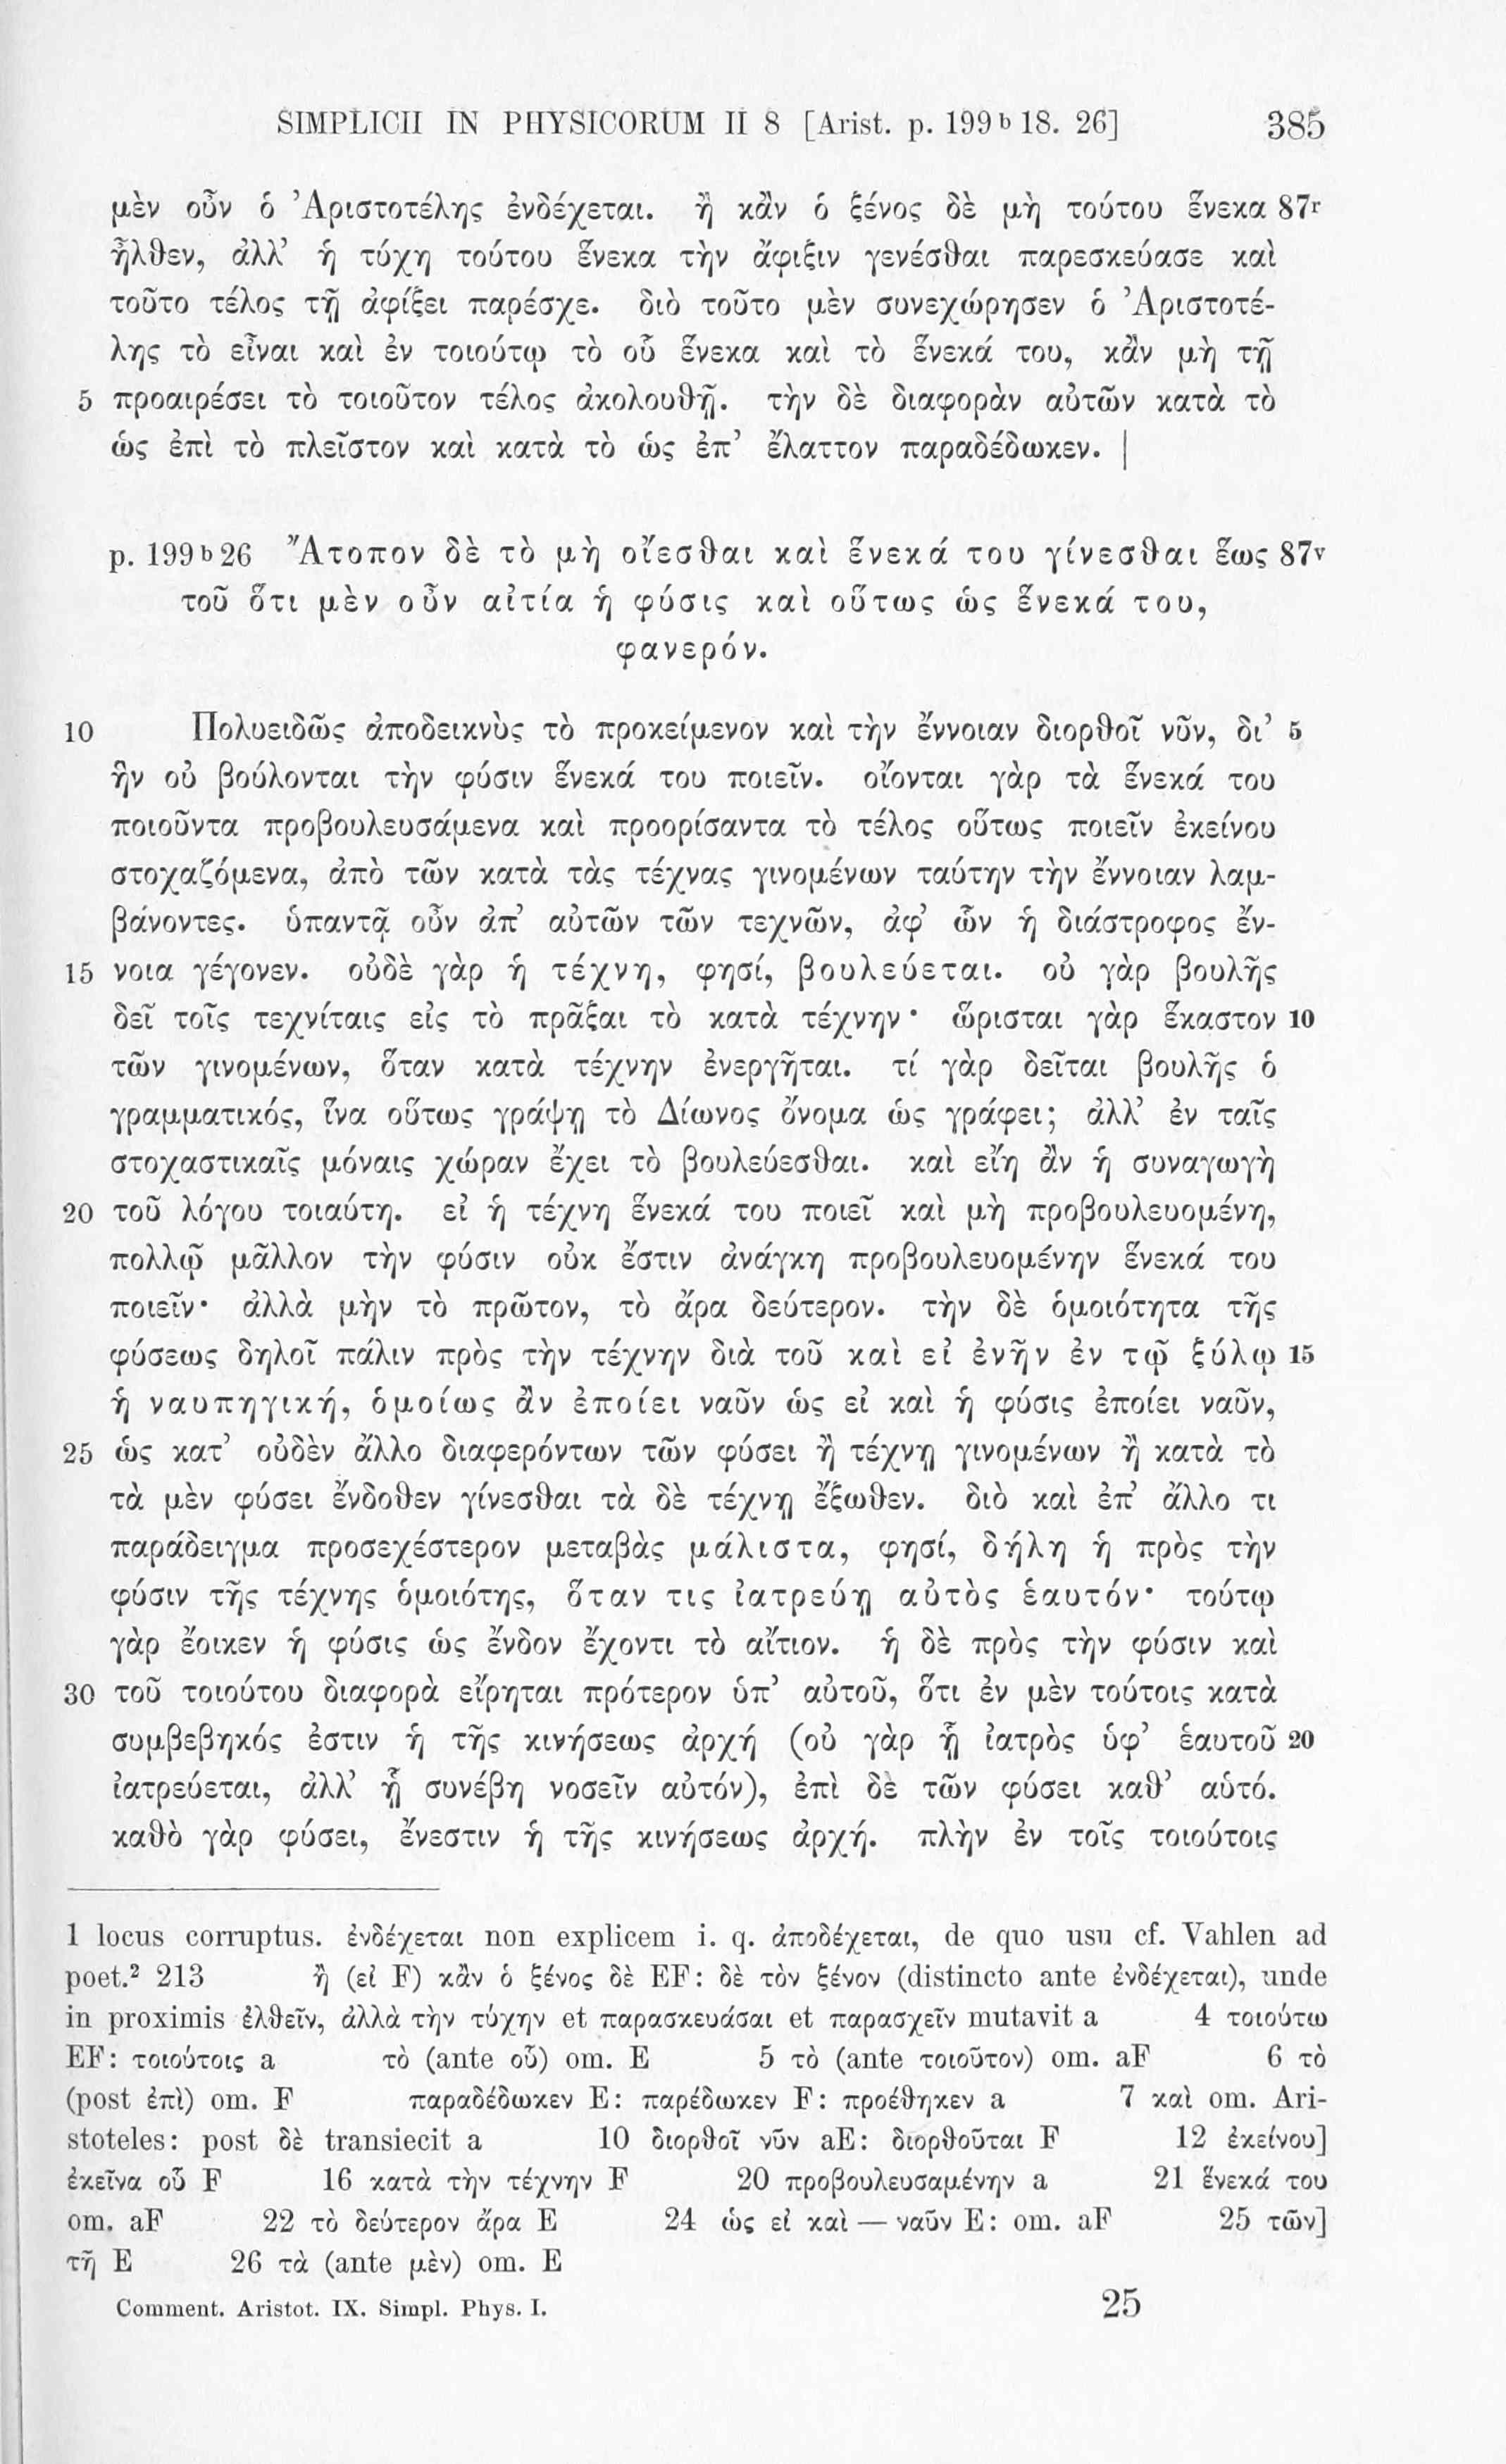 SIMPLICII IN PHYSICORUM II 8 [Arist. p. 199ᵇ 18. 26] 385
μὲν οὖν ὁ Ἀριστοτέλης ἐνδέχεται. ἢ κἂν ὁ ξένος δὲ μὴ τούτου ἕνεκα 87ʳ
ἦλθεν, ἀλλ’ ἡ τύχη τούτου ἕνεκα τὴν ἄφιξιν γενέσθαι παρεσκεύασε καὶ
τοῦτο τέλος τῇ ἀφίξει παρέσχε. διὸ τοῦτο μὲν συνεχώρησεν ὁ Ἀριστοτέ-
λης τὸ εἶναι καὶ ἐν τοιούτῳ τὸ οὗ ἕνεκα καὶ τὸ ἕνεκά του, κἂν μὴ τῇ
5 προαιρέσει τὸ τοιοῦτον τέλος ἀκολουθῇ. τὴν δὲ διαφορὰν αὐτῶν κατὰ τὸ
ὡς ἐπὶ τὸ πλεῖστον καὶ κατὰ τὸ ὡς ἐπ’ ἔλαττον παραδέδωκεν. |
p. 199ᵇ26 Ἄτοπον δὲ τὸ μὴ οἴεσθαι καὶ ἕνεκά του γίνεσθαι ἕως 87ᵛ
τοῦ ὅτι μὲν οὖν αἰτία ἡ φύσις καὶ οὕτως ὡς ἕνεκά του,
φανερόν.
10 Πολυειδῶς ἀποδεικνὺς τὸ προκείμενον καὶ τὴν ἔννοιαν διορθοῖ νῦν, δι’ 5
ἣν οὐ βούλονται τὴν φύσιν ἕνεκά του ποιεῖν. οἴονται γὰρ τὰ ἕνεκά του
ποιοῦντα προβουλευσάμενα καὶ προορίσαντα τὸ τέλος οὕτως ποιεῖν ἐκείνου
στοχαζόμενα, ἀπὸ τῶν κατὰ τὰς τέχνας γινομένων ταύτην τὴν ἔννοιαν λαμ-
βάνοντες. ὑπαντᾷ οὖν ἀπ’ αὐτῶν τῶν τεχνῶν, ἀφ’ ὧν ἡ διάστροφος ἔν-
15 νοια γέγονεν. οὐδὲ γὰρ ἡ τέχνη, φησί, βουλεύεται. οὐ γὰρ βουλῆς
δεῖ τοῖς τεχνίταις εἰς τὸ πρᾶξαι τὸ κατὰ τέχνην· ὥρισται γὰρ ἕκαστον 10
τῶν γινομένων, ὅταν κατὰ τέχνην ἐνεργῆται. τί γὰρ δεῖται βουλῆς ὁ
γραμματικός, ἵνα οὕτως γράψῃ τὸ Δίωνος ὄνομα ὡς γράφει; ἀλλ’ ἐν ταῖς
στοχαστικαῖς μόναις χώραν ἔχει τὸ βουλεύεσθαι. καὶ εἴη ἂν ἡ συναγωγὴ
20 τοῦ λόγου τοιαύτη. εἰ ἡ τέχνη ἕνεκά του ποιεῖ καὶ μὴ προβουλευομένη,
πολλῷ μᾶλλον τὴν φύσιν οὐκ ἔστιν ἀνάγκη προβουλευομένην ἕνεκά του
ποιεῖν· ἀλλὰ μὴν τὸ πρῶτον, τὸ ἄρα δεύτερον. τὴν δὲ ὁμοιότητα τῆς
φύσεως δηλοῖ πάλιν πρὸς τὴν τέχνην διὰ τοῦ καὶ εἰ ἐνῆν ἐν τῷ ξύλῳ 15
ἡ ναυπηγική, ὁμοίως ἂν ἐποίει ναῦν ὡς εἰ καὶ ἡ φύσις ἐποίει ναῦν,
25 ὡς κατ’ οὐδὲν ἄλλο διαφερόντων τῶν φύσει ἢ τέχνῃ γινομένων ἢ κατὰ τὸ
τὰ μὲν φύσει ἔνδοθεν γίνεσθαι τὰ δὲ τέχνῃ ἔξωθεν. διὸ καὶ ἐπ’ ἄλλο τι
παράδειγμα προσεχέστερον μεταβὰς μάλιστα, φησί, δήλη ἡ πρὸς τὴν
φύσιν τῆς τέχνης ὁμοιότης, ὅταν τις ἰατρεύῃ αὐτὸς ἑαυτόν· τούτῳ
γὰρ ἔοικεν ἡ φύσις ὡς ἔνδον ἔχοντι τὸ αἴτιον. ἡ δὲ πρὸς τὴν φύσιν καὶ
30 τοῦ τοιούτου διαφορὰ εἴρηται πρότερον ὑπ’ αὐτοῦ, ὅτι ἐν μὲν τούτοις κατὰ
συμβεβηκός ἐστιν ἡ τῆς κινήσεως ἀρχή (οὐ γὰρ ᾗ ἰατρὸς ὑφ’ ἑαυτοῦ 20
ἰατρεύεται, ἀλλ’ ᾗ συνέβη νοσεῖν αὐτόν), ἐπὶ δὲ τῶν φύσει καθ’ αὑτό.
καθὸ γὰρ φύσει, ἔνεστιν ἡ τῆς κινήσεως ἀρχή. πλὴν ἐν τοῖς τοιούτοις
1 locus corruptus. ἐνδέχεται non explicem i. q. ἀποδέχεται, de quo usu cf. Vahlen ad
poet.² 213 ἢ (εἰ F) κἂν ὁ ξένος δὲ EF: δὲ τὸν ξένον (distincto ante ἐνδέχεται), unde
in proximis ἐλθεῖν, ἀλλὰ τὴν τύχην et παρασκευάσαι et παρασχεῖν mutavit a 4 τοιούτω
EF: τοιούτοις a τὸ (ante οὗ) om. E 5 τὸ (ante τοιοῦτον) om. aF 6 τὸ
(post ἐπὶ) om. F παραδέδωκεν E: παρέδωκεν F: προέθηκεν a 7 καὶ om. Ari-
stoteles: post δὲ transiecit a 10 διορθοῖ νῦν aE: διορθοῦται F 12 ἐκείνου]
ἐκεῖνα οὗ F 16 κατὰ τὴν τέχνην F 20 προβουλευσαμένην a 21 ἕνεκά του
om. aF 22 τὸ δεύτερον ἄρα E 24 ὡς εἰ καὶ — ναῦν E: om. aF 25 τῶν]
τῇ E 26 τὰ (ante μὲν) om. E
Comment. Aristot. IX. Simpl. Phys. I. 25